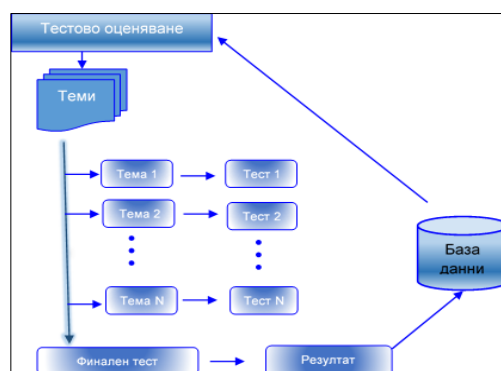 Тестово оценяване
Теми
Тема 1
Тест 1
Тема 2
Тест 2
База
данни
Тема N
Тест N
Финален тест
Резултат